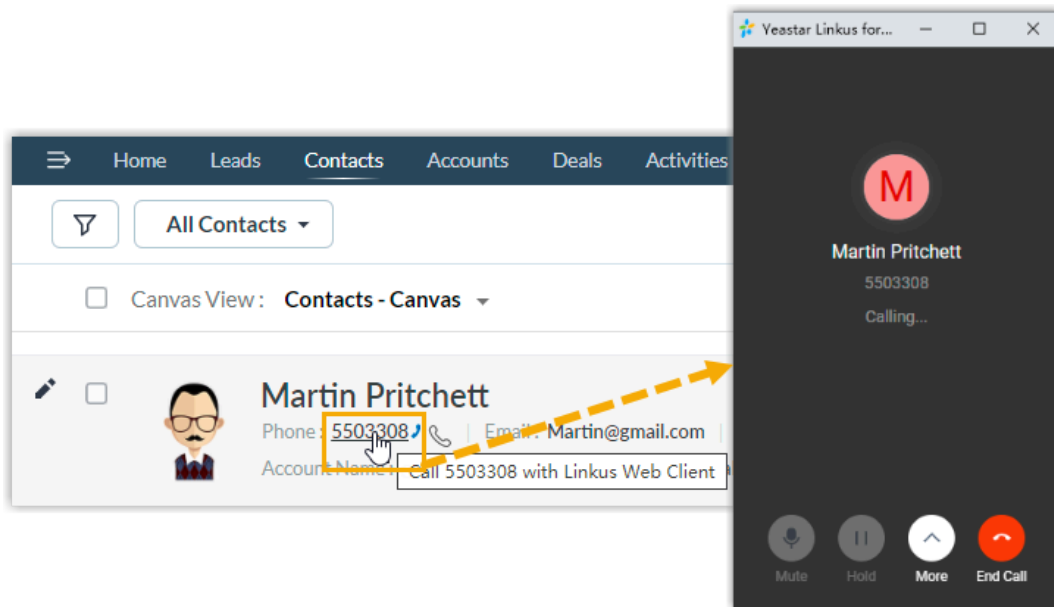 Yeastar Linkus for...
Home Leads Contacts Accounts Deals Activities
All Contacts
Canvas View : Contacts - Canvas
Martin Pritchett
Phone : 5503308 Email : Martin@gmail.com
Account Name :
Call 5503308 with Linkus Web Client
M
Martin Pritchett
5503308
Calling...
Mute Hold More End Call